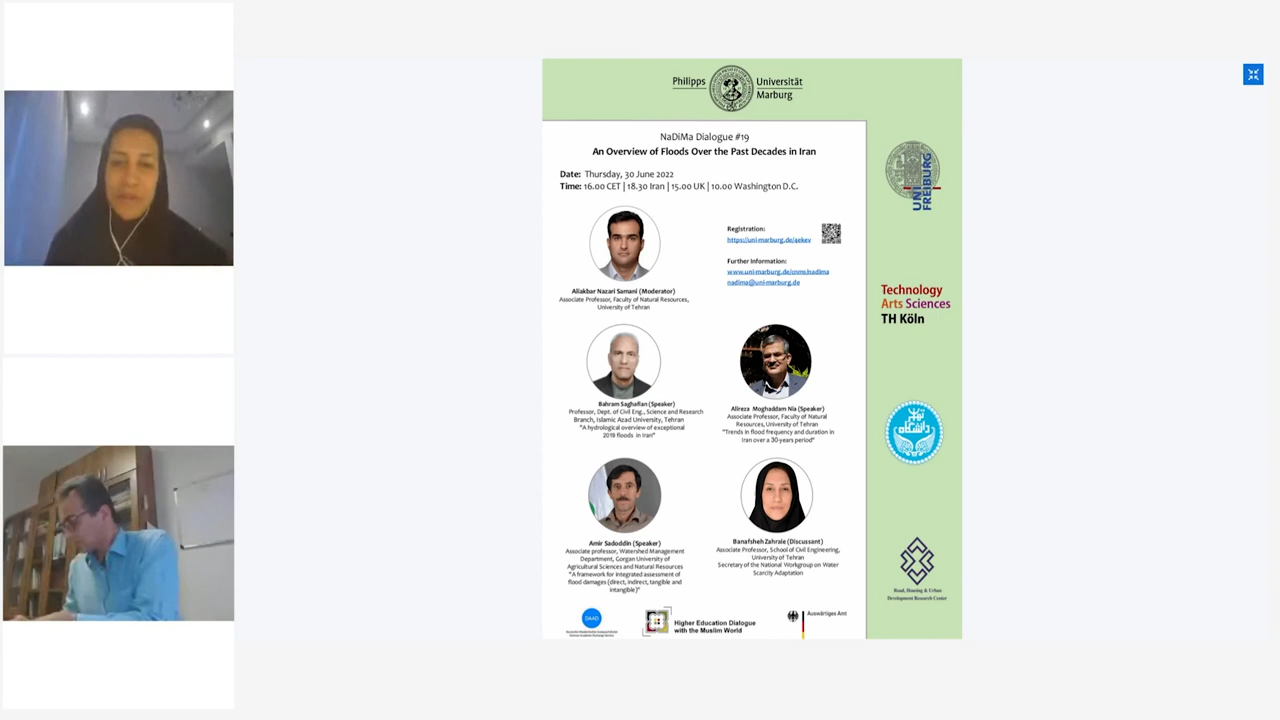 Philipps
Universität
Marburg
NaDiMa Dialogue #19
An Overview of Floods Over the Past Decades in Iran
Date: Thursday, 30 June 2022
Time: 16.00 CET | 18.30 Iran | 15.00 UK | 10.00 Washington D.C.
Registration:
https://uni-marburg.de/aekev
Further Information:
www.uni-marburg.de/cnms/nadima
nadima@uni-marburg.de
Aliakbar Nazari Samani (Moderator)
Associate Professor, Faculty of Natural Resources,
University of Tehran
Bahram Saghafian (Speaker)
Professor, Dept. of Civil Eng., Science and Research
Branch, Islamic Azad University, Tehran
"A hydrological overview of exceptional
2019 floods in Iran"
Alireza Moghaddam Nia (Speaker)
Associate Professor, Faculty of Natural
Resources, University of Tehran
"Trends in flood frequency and duration in
Iran over a 30-years period"
Amir Sadoddin (Speaker)
Associate professor, Watershed Management
Department, Gorgan University of
Agricultural Sciences and Natural Resources
"A framework for integrated assessment of
flood damages (direct, indirect, tangible and
intangible)"
Banafsheh Zahraie (Discussant)
Associate Professor, School of Civil Engineering,
University of Tehran
Secretary of the National Workgroup on Water
Scarcity Adaptation
DAAD
Higher Education Dialogue
with the Muslim World
Auswärtiges Amt
UNI
FREIBURG
Technology
Arts Sciences
TH Köln
Road, Housing & Urban
Development Research Center